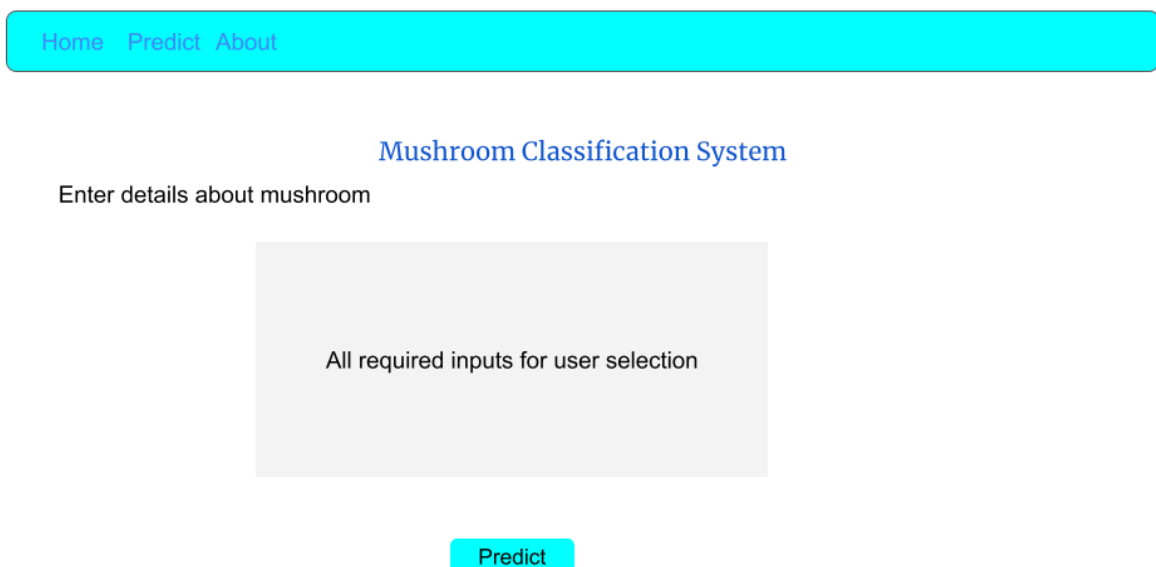 Home Predict About
Mushroom Classification System
Enter details about mushroom
All required inputs for user selection
Predict